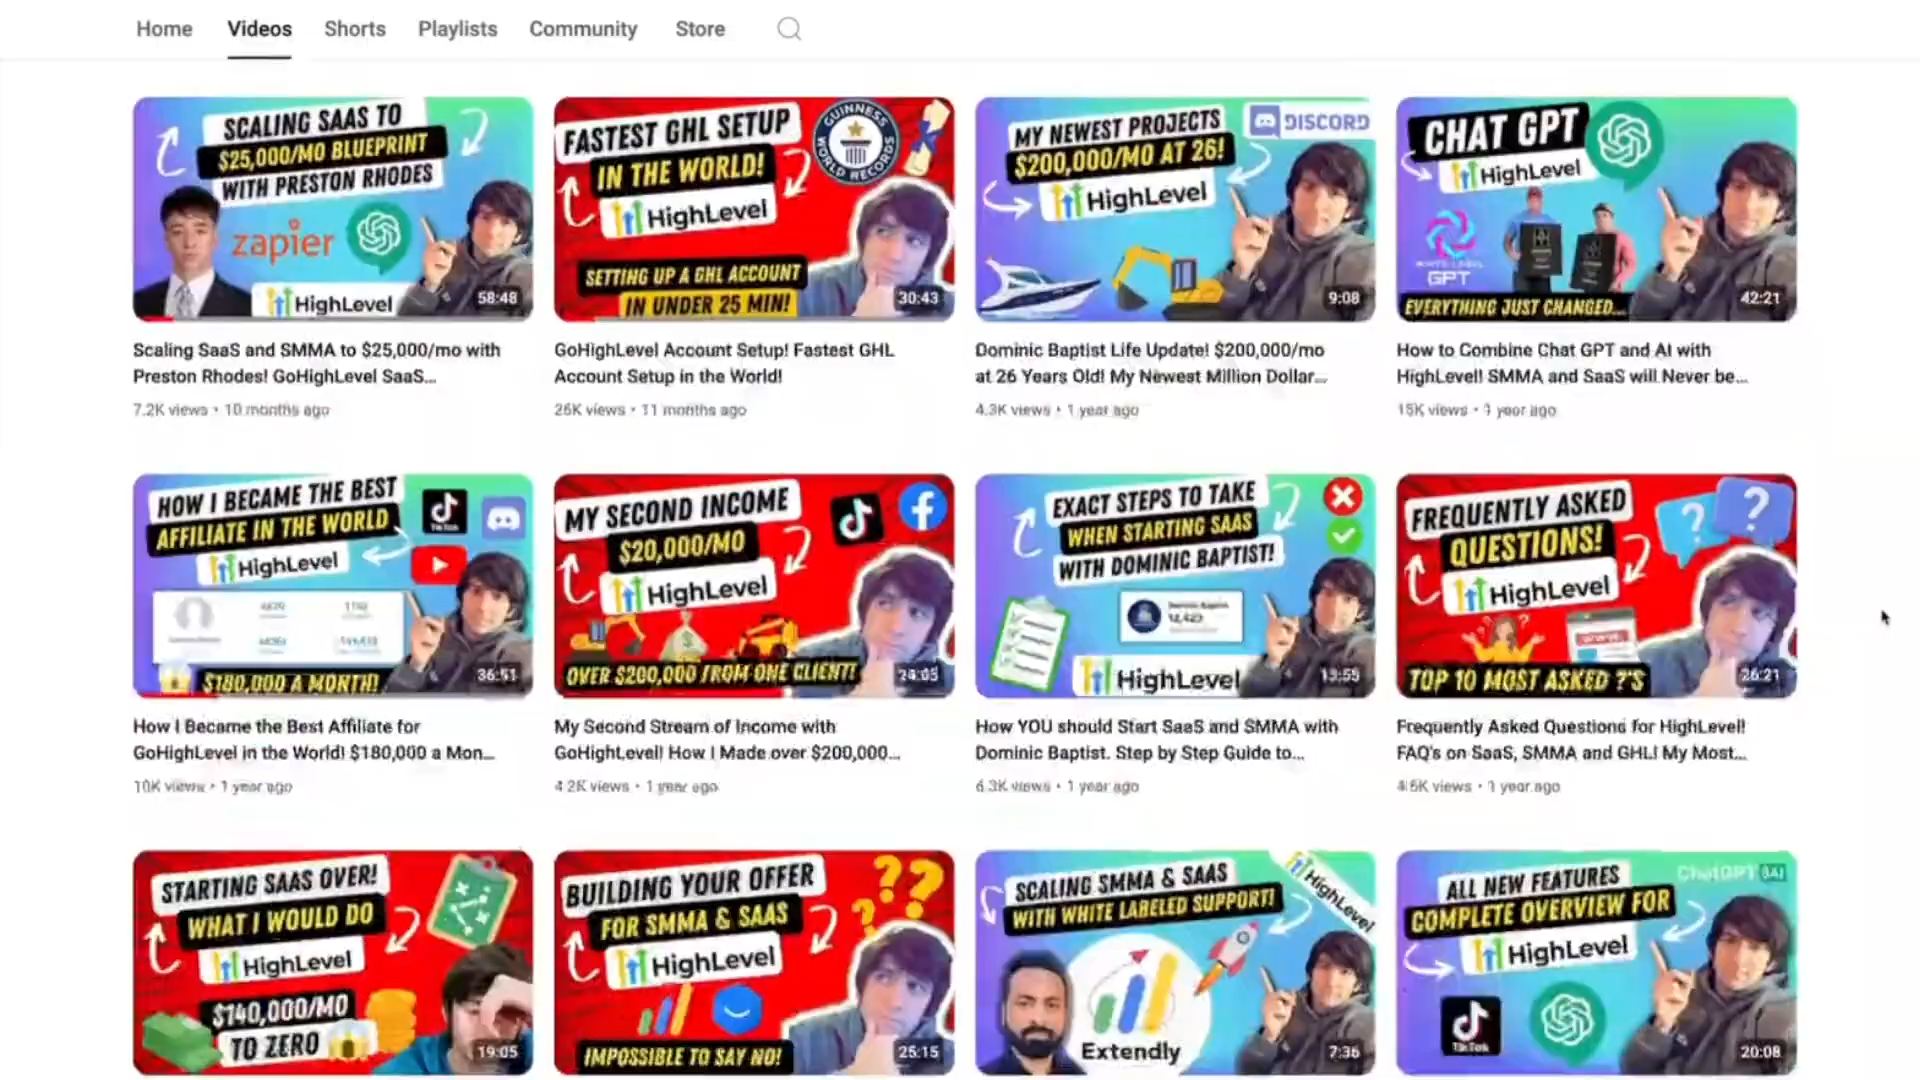 Home Videos Shorts Playlists Community Store
SCALING SAAS TO
$25,000/MO BLUEPRINT
WITH PRESTON RHODES
zapier
HighLevel
58:48
Scaling SaaS and SMMA to $25,000/mo with
Preston Rhodes! GoHighLevel SaaS...
7.2K views • 10 months ago
FASTEST GHL SETUP
IN THE WORLD!
HighLevel
GUINNESS
WORLD RECORDS
SETTING UP A GHL ACCOUNT
IN UNDER 25 MIN!
30:43
GoHighLevel Account Setup! Fastest GHL
Account Setup in the World!
26K views • 11 months ago
MY NEWEST PROJECTS
$200,000/MO AT 26!
HighLevel
DISCORD
9:08
Dominic Baptist Life Update! $200,000/mo
at 26 Years Old! My Newest Million Dollar...
4.3K views • 1 year ago
CHAT GPT
HighLevel
GPT
EVERYTHING JUST CHANGED...
42:21
How to Combine Chat GPT and AI with
HighLevel! SMMA and SaaS will Never be...
15K views • 1 year ago
HOW I BECAME THE BEST
AFFILIATE IN THE WORLD
HighLevel
TikTok
$180,000 A MONTH!
36:51
How I Became the Best Affiliate for
GoHighLevel in the World! $180,000 a Mon...
10K views • 1 year ago
MY SECOND INCOME
$20,000/MO
HighLevel
OVER $200,000 FROM ONE CLIENT!
24:05
My Second Stream of Income with
GoHighLevel! How I Made over $200,000...
4.2K views • 1 year ago
EXACT STEPS TO TAKE
WHEN STARTING SAAS
WITH DOMINIC BAPTIST!
Dominic Baptist
HighLevel
13:55
How YOU should Start SaaS and SMMA with
Dominic Baptist. Step by Step Guide to...
6.3K views • 1 year ago
FREQUENTLY ASKED
QUESTIONS!
HighLevel
WWW
TOP 10 MOST ASKED ?'S
26:21
Frequently Asked Questions for HighLevel!
FAQ's on SaaS, SMMA and GHL! My Most...
4.6K views • 1 year ago
STARTING SAAS OVER!
WHAT I WOULD DO
HighLevel
$140,000/MO
TO ZERO
19:05
BUILDING YOUR OFFER
FOR SMMA & SAAS
HighLevel
IMPOSSIBLE TO SAY NO!
25:15
SCALING SMMA & SAAS
WITH WHITE LABELED SUPPORT!
HighLevel
Extendly
7:36
ALL NEW FEATURES
COMPLETE OVERVIEW FOR
HighLevel
ChatGPT
TikTok
20:08